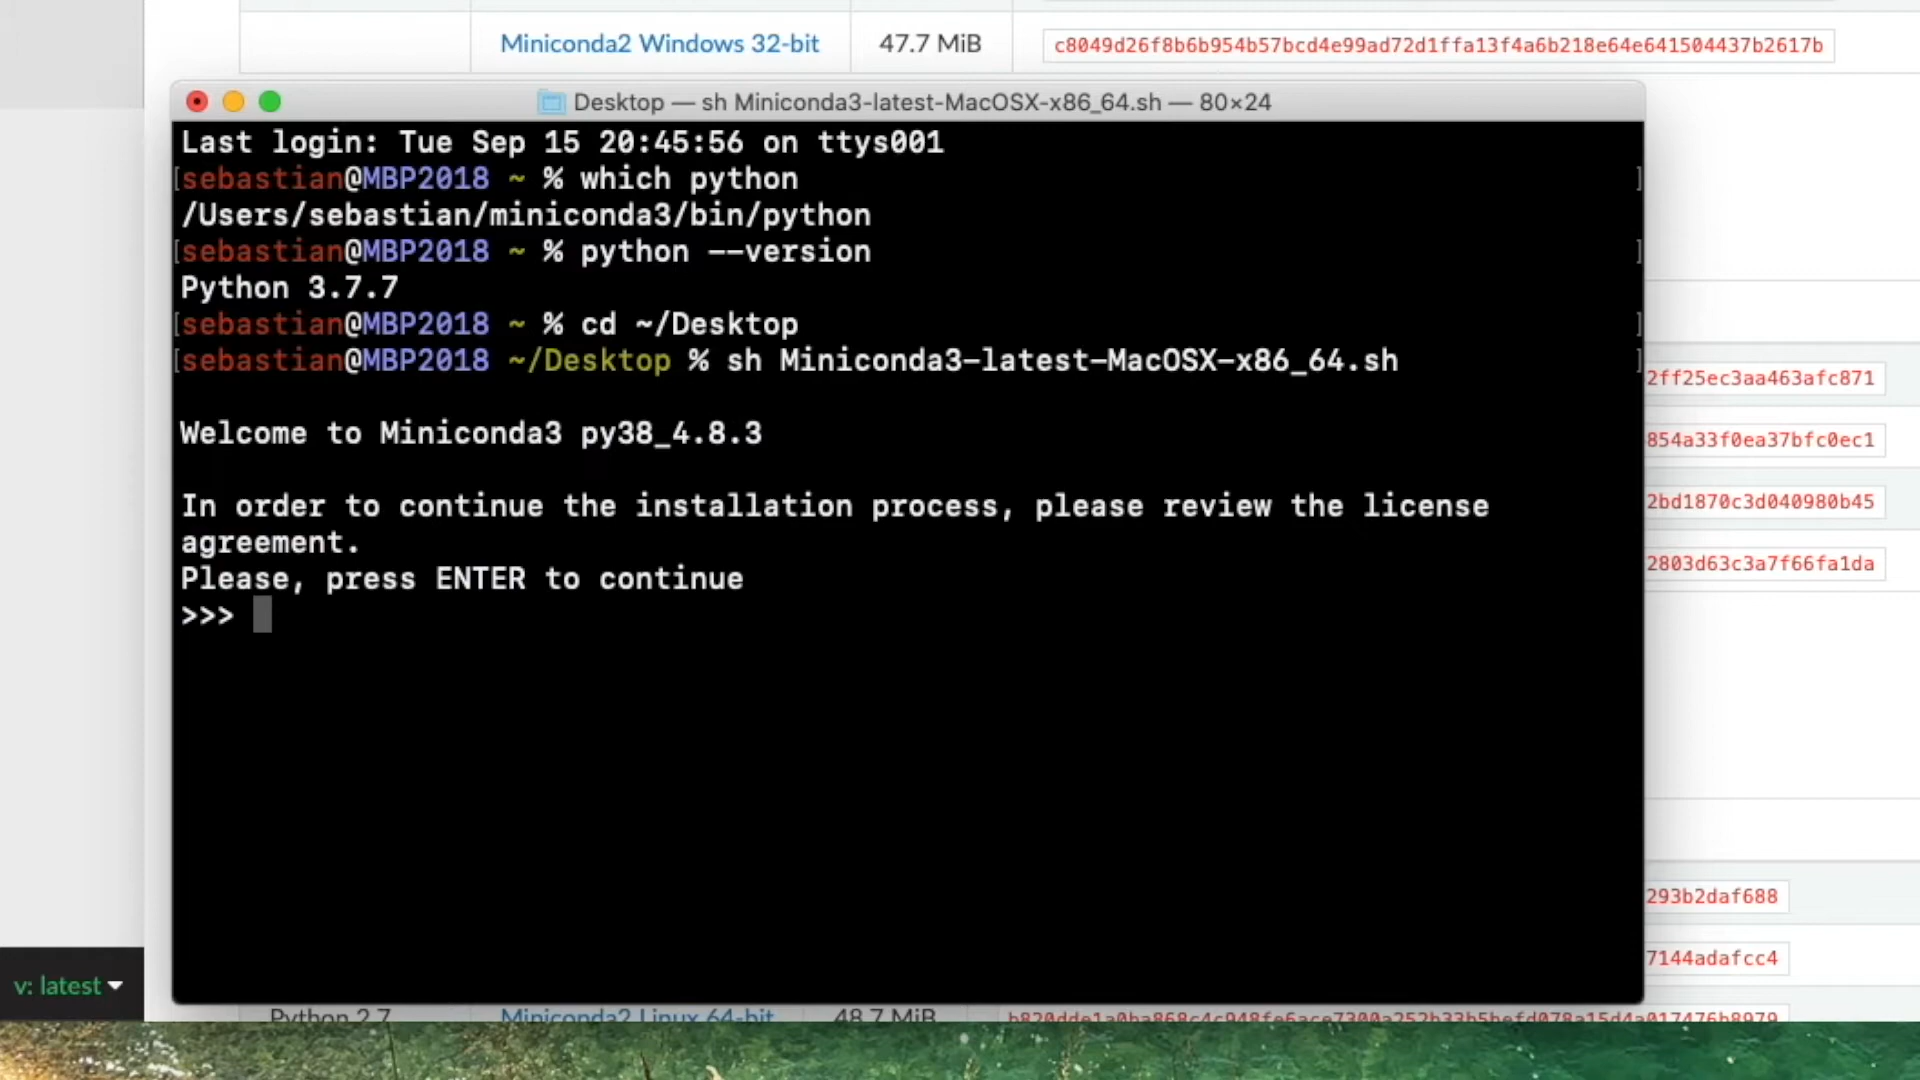 Miniconda2 Windows 32-bit 47.7 MiB c8049d26f8b6b954b57bcd4e99ad72d1ffa13f4a6b218e64e641504437b2617b
Desktop — sh Miniconda3-latest-MacOSX-x86_64.sh — 80×24
Last login: Tue Sep 15 20:45:56 on ttys001
[sebastian@MBP2018 ~ % which python ]
/Users/sebastian/miniconda3/bin/python
[sebastian@MBP2018 ~ % python --version ]
Python 3.7.7
[sebastian@MBP2018 ~ % cd ~/Desktop ]
[sebastian@MBP2018 ~/Desktop % sh Miniconda3-latest-MacOSX-x86_64.sh ]
Welcome to Miniconda3 py38_4.8.3
In order to continue the installation process, please review the license
agreement.
Please, press ENTER to continue
>>>
2ff25ec3aa463afc871
854a33f0ea37bfc0ec1
2bd1870c3d040980b45
2803d63c3a7f66fa1da
293b2daf688
7144adafcc4
v: latest
Python 2.7 Miniconda2 Linux 64-bit 48.7 MiB